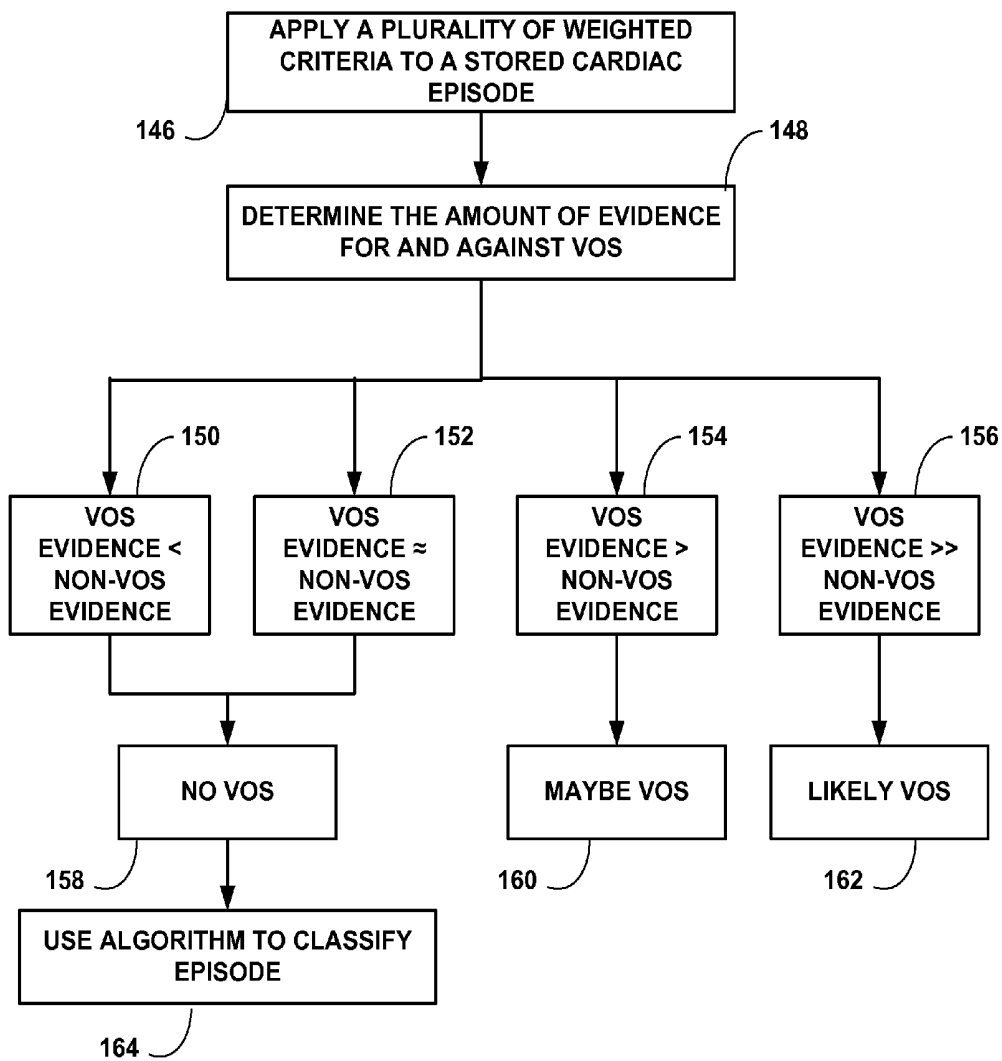 APPLY A PLURALITY OF WEIGHTED
CRITERIA TO A STORED CARDIAC
EPISODE
146
148
DETERMINE THE AMOUNT OF EVIDENCE
FOR AND AGAINST VOS
150
152
154
156
VOS
EVIDENCE <
NON-VOS
EVIDENCE
VOS
EVIDENCE ≈
NON-VOS
EVIDENCE
VOS
EVIDENCE >
NON-VOS
EVIDENCE
VOS
EVIDENCE >>
NON-VOS
EVIDENCE
NO VOS
MAYBE VOS
LIKELY VOS
158
160
162
USE ALGORITHM TO CLASSIFY
EPISODE
164